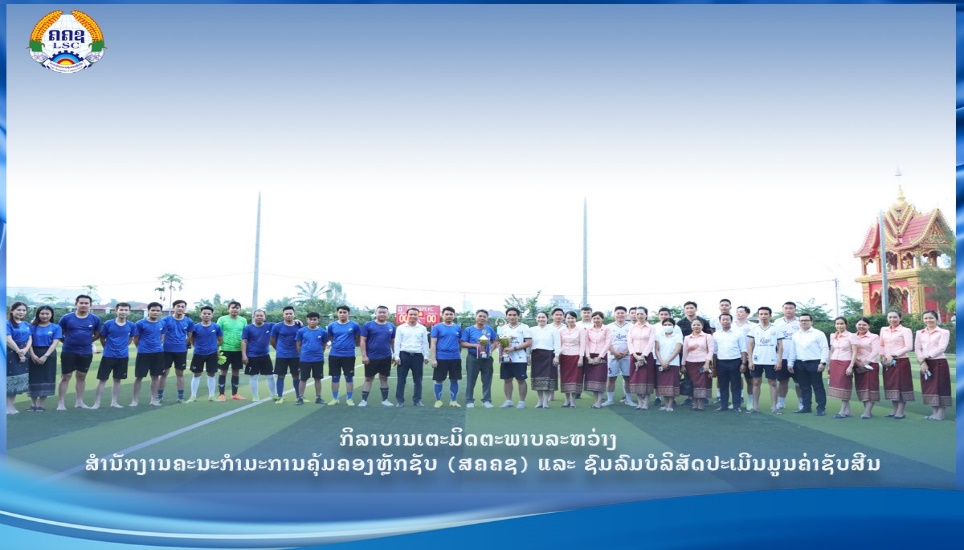 ຄຄຊ
LSC
00 00
ກິລາບານເຕະມິດຕະພາບລະຫວ່າງ
ສຳນັກງານຄະນະກຳມະການຄຸ້ມຄອງຫຼັກຊັບ (ສຄຄຊ) ແລະ ຊົມລົມບໍລິສັດປະເມີນມູນຄ່າຊັບສິນ